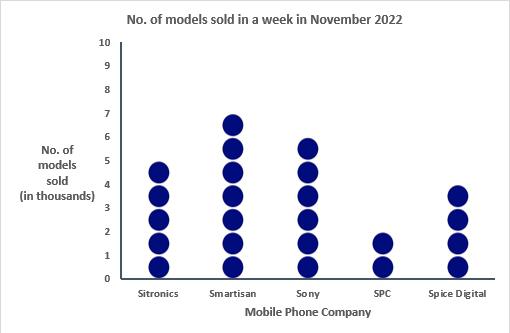 No. of models sold in a week in November 2022
10
9
8
7
6
5
4
3
2
1
0
No. of
models
sold
(in thousands)
Sitronics Smartisan Sony SPC Spice Digital
Mobile Phone Company